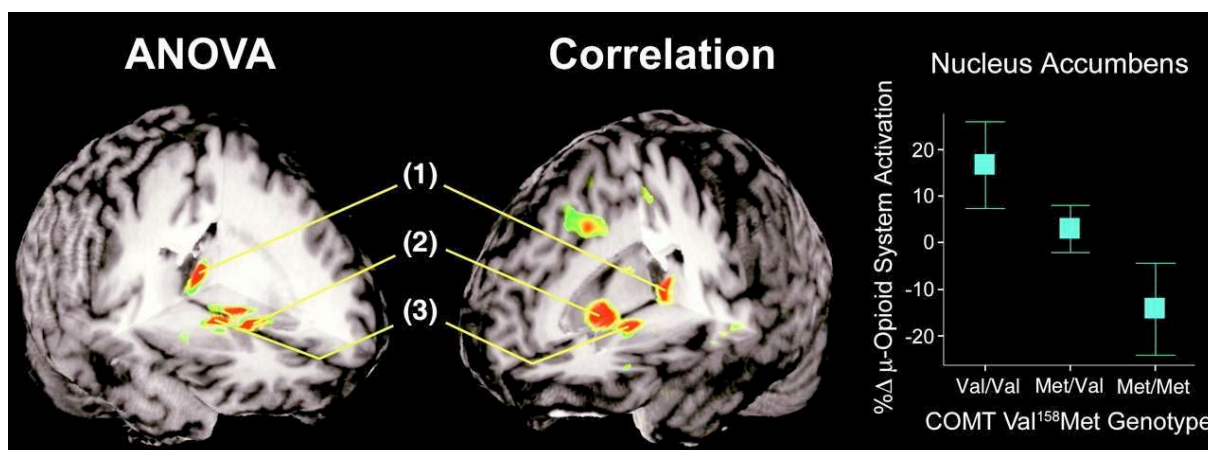 ANOVA
Correlation
(1)
(2)
(3)
Nucleus Accumbens
%Δ μ-Opioid System Activation
20
10
0
-10
-20
Val/Val Met/Val Met/Met
COMT Val¹⁵⁸Met Genotype